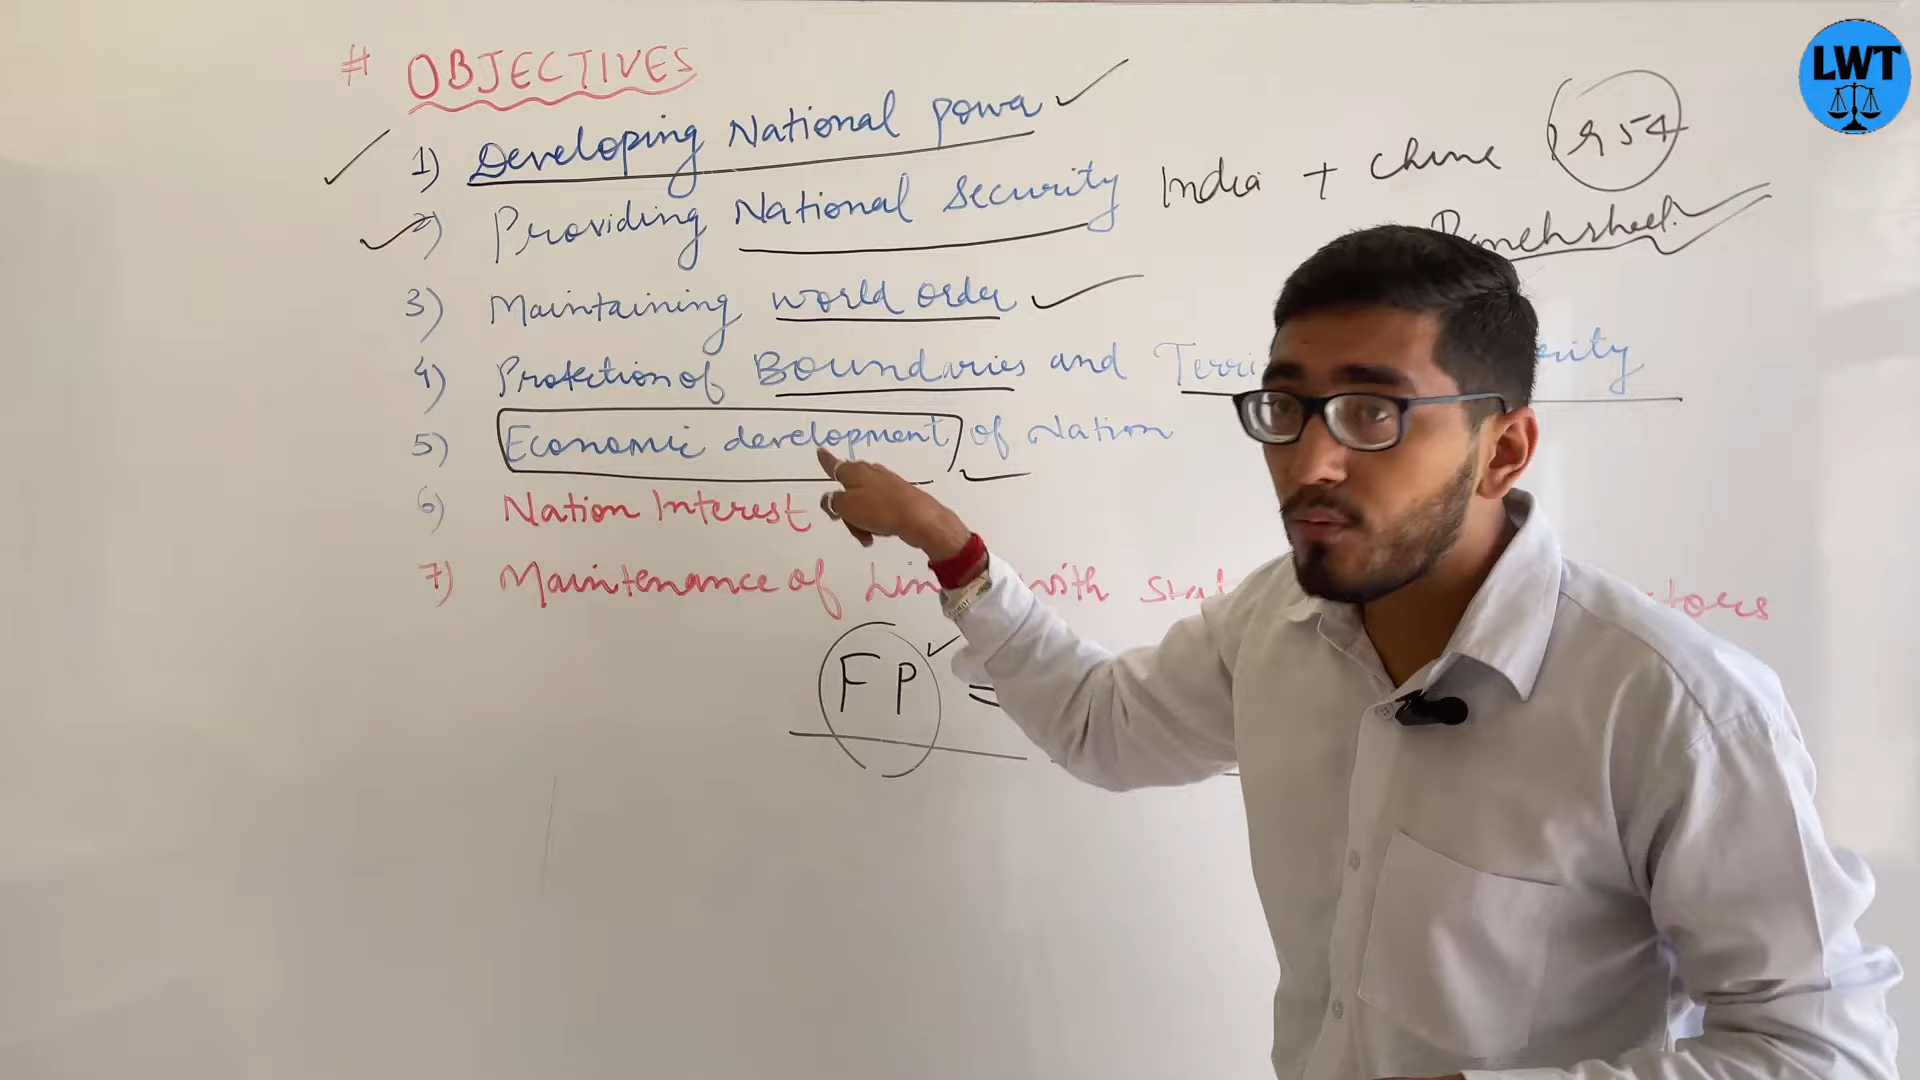 LWT
# OBJECTIVES
1) Developing National power
2) Providing National Security India + China 1954
Panchsheel
3) Maintaining world order
4) Protection of Boundaries and
5) Economic development of Nation
6) Nation Interest
7) Maintenance of with
FP =